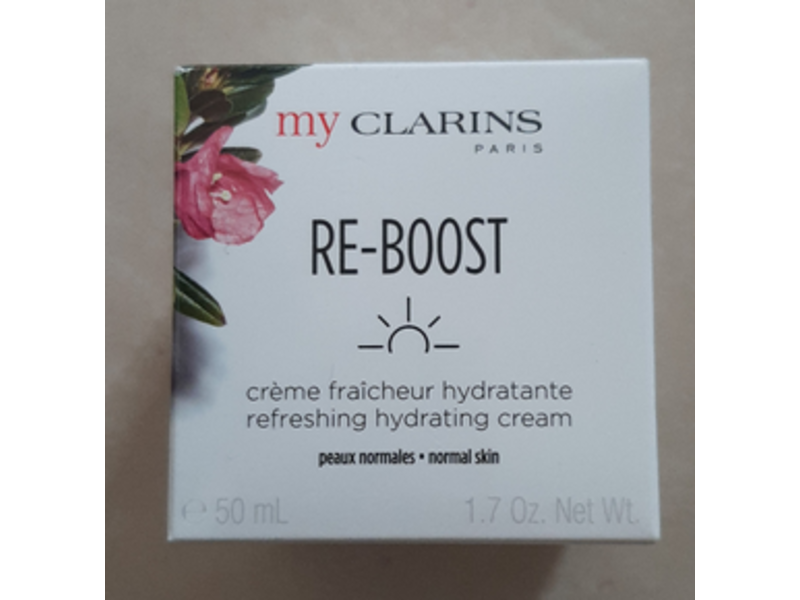 my CLARINS
PARIS
RE-BOOST
crème fraîcheur hydratante
refreshing hydrating cream
peaux normales • normal skin
℮ 50 mL 1.7 Oz. Net Wt.